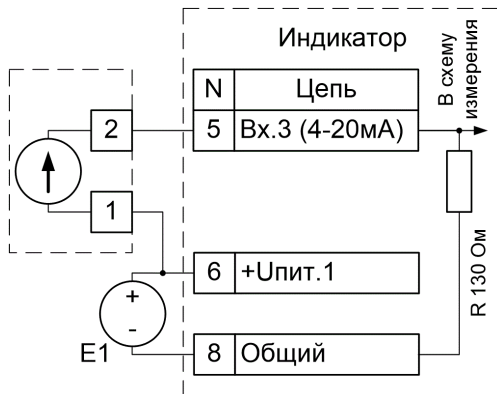 Индикатор
N Цепь
2 5 Вх.3 (4-20мА)
В схему
измерения
1
6 +Uпит.1
R 130 Ом
+
-
E1
8 Общий